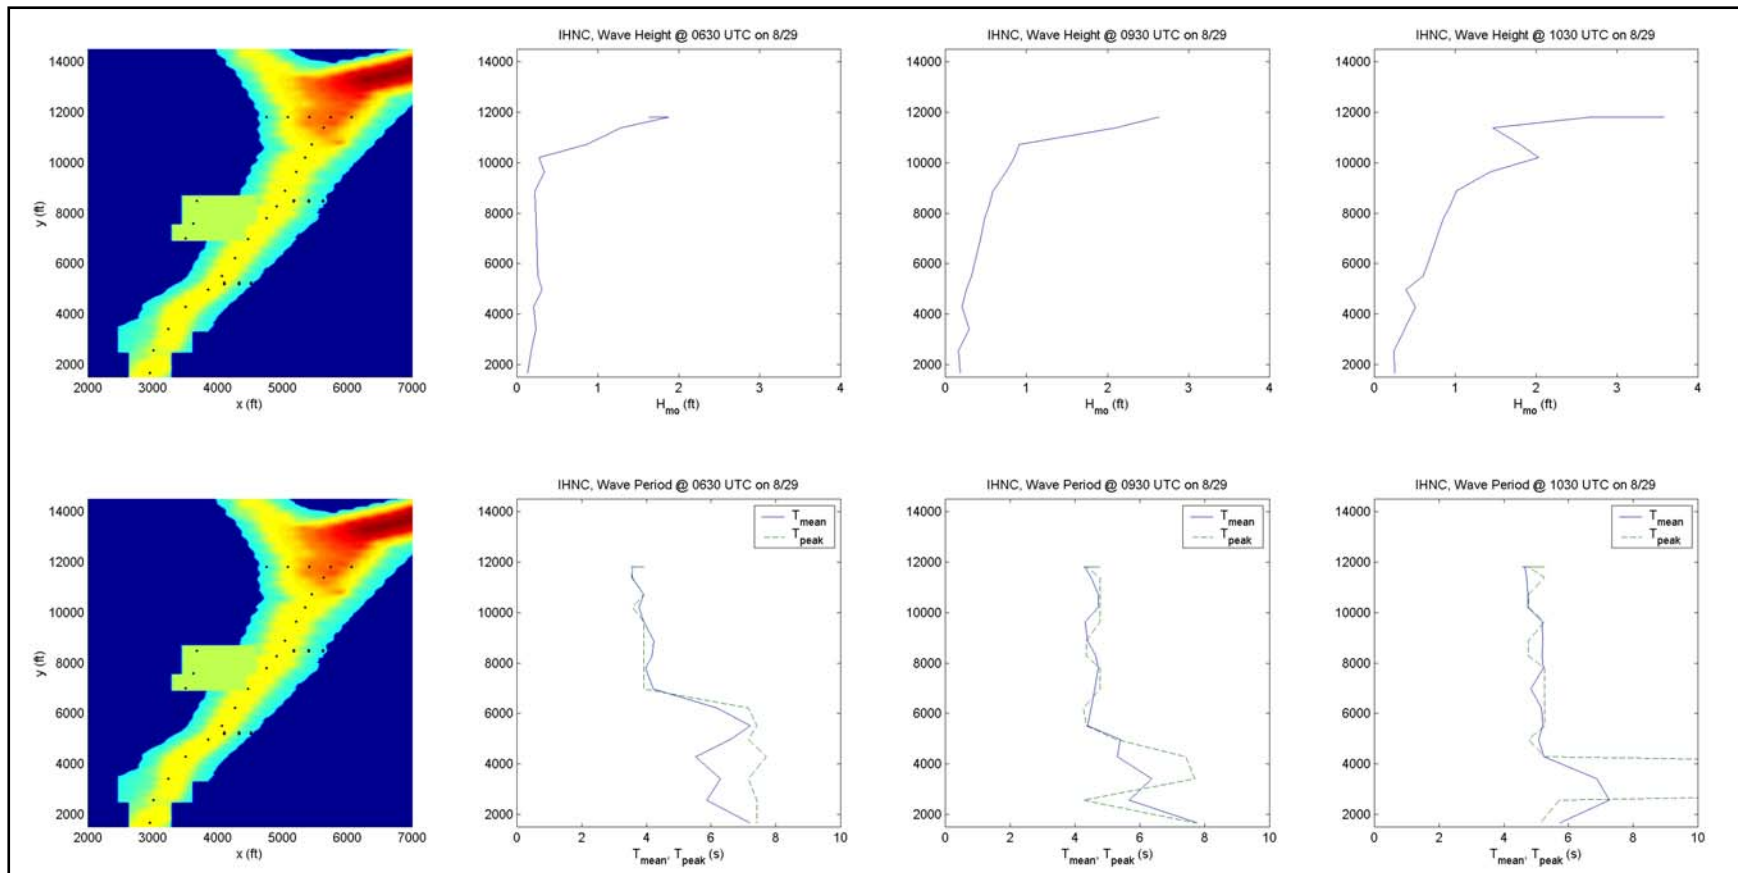 IHNC, Wave Height @ 0630 UTC on 8/29
IHNC, Wave Height @ 0930 UTC on 8/29
IHNC, Wave Height @ 1030 UTC on 8/29
14000
12000
10000
8000
6000
4000
2000
y (ft)
2000 3000 4000 5000 6000 7000
x (ft)
14000
12000
10000
8000
6000
4000
2000
0 1 2 3 4
Hmo (ft)
14000
12000
10000
8000
6000
4000
2000
0 1 2 3 4
Hmo (ft)
14000
12000
10000
8000
6000
4000
2000
0 1 2 3 4
Hmo (ft)
IHNC, Wave Period @ 0630 UTC on 8/29
IHNC, Wave Period @ 0930 UTC on 8/29
IHNC, Wave Period @ 1030 UTC on 8/29
14000
12000
10000
8000
6000
4000
2000
y (ft)
2000 3000 4000 5000 6000 7000
x (ft)
Tmean
Tpeak
14000
12000
10000
8000
6000
4000
2000
0 2 4 6 8 10
Tmean, Tpeak (s)
Tmean
Tpeak
14000
12000
10000
8000
6000
4000
2000
0 2 4 6 8 10
Tmean, Tpeak (s)
Tmean
Tpeak
14000
12000
10000
8000
6000
4000
2000
0 2 4 6 8 10
Tmean, Tpeak (s)